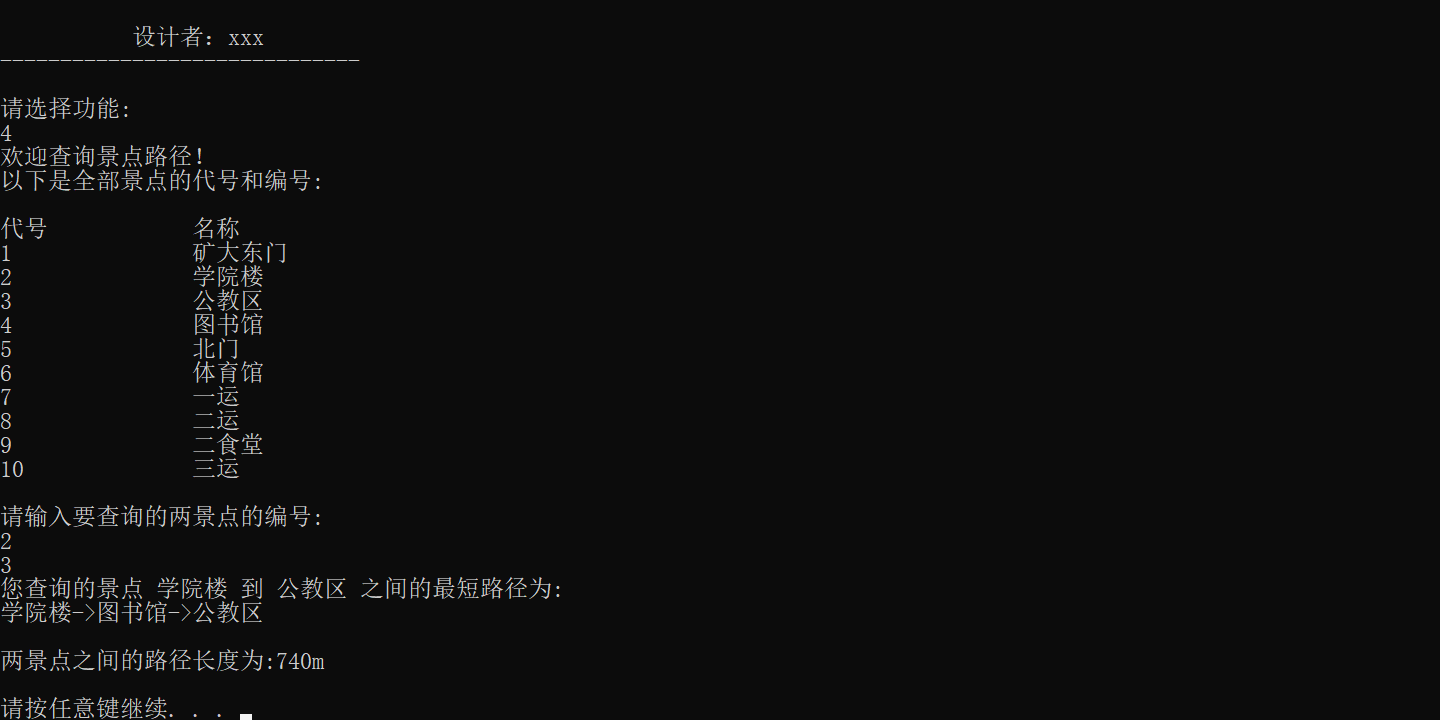 设计者：xxx
------------------------------
请选择功能:
4
欢迎查询景点路径!
以下是全部景点的代号和编号:
代号 名称
1 矿大东门
2 学院楼
3 公教区
4 图书馆
5 北门
6 体育馆
7 一运
8 二运
9 二食堂
10 三运
请输入要查询的两景点的编号:
2
3
您查询的景点 学院楼 到 公教区 之间的最短路径为:
学院楼->图书馆->公教区
两景点之间的路径长度为:740m
请按任意键继续. . .